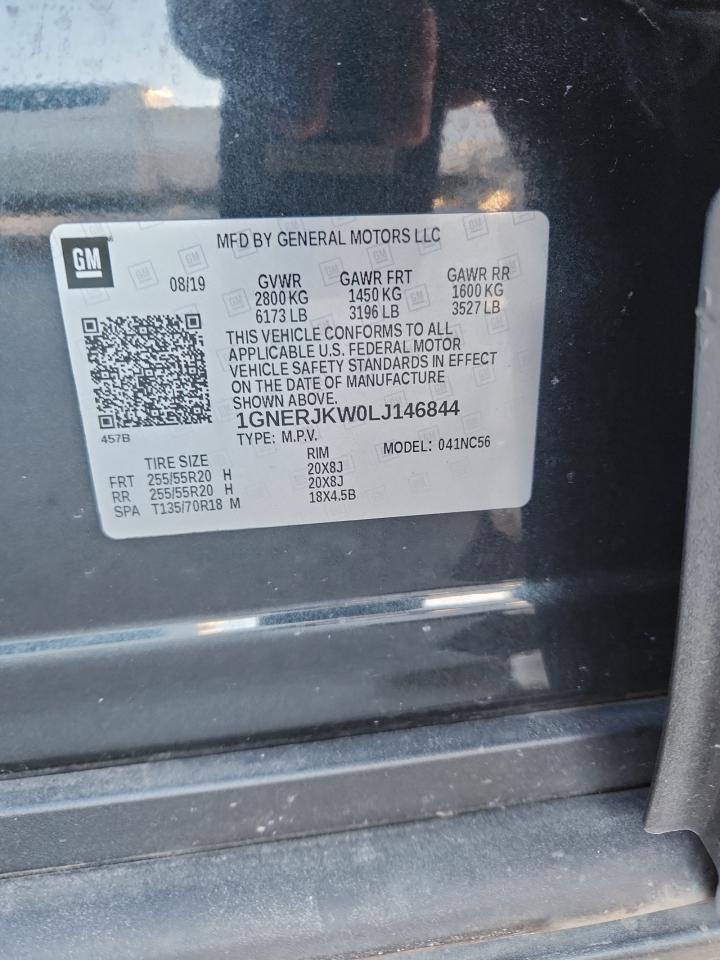 GM
MFD BY GENERAL MOTORS LLC
08/19
GVWR GAWR FRT GAWR RR
2800 KG 1450 KG 1600 KG
6173 LB 3196 LB 3527 LB
THIS VEHICLE CONFORMS TO ALL
APPLICABLE U.S. FEDERAL MOTOR
VEHICLE SAFETY STANDARDS IN EFFECT
ON THE DATE OF MANUFACTURE
SHOWN ABOVE.
1GNERJKW0LJ146844
457B
TYPE: M.P.V. MODEL: 041NC56
TIRE SIZE RIM
FRT 255/55R20 H 20X8J
RR 255/55R20 H 20X8J
SPA T135/70R18 M 18X4.5B